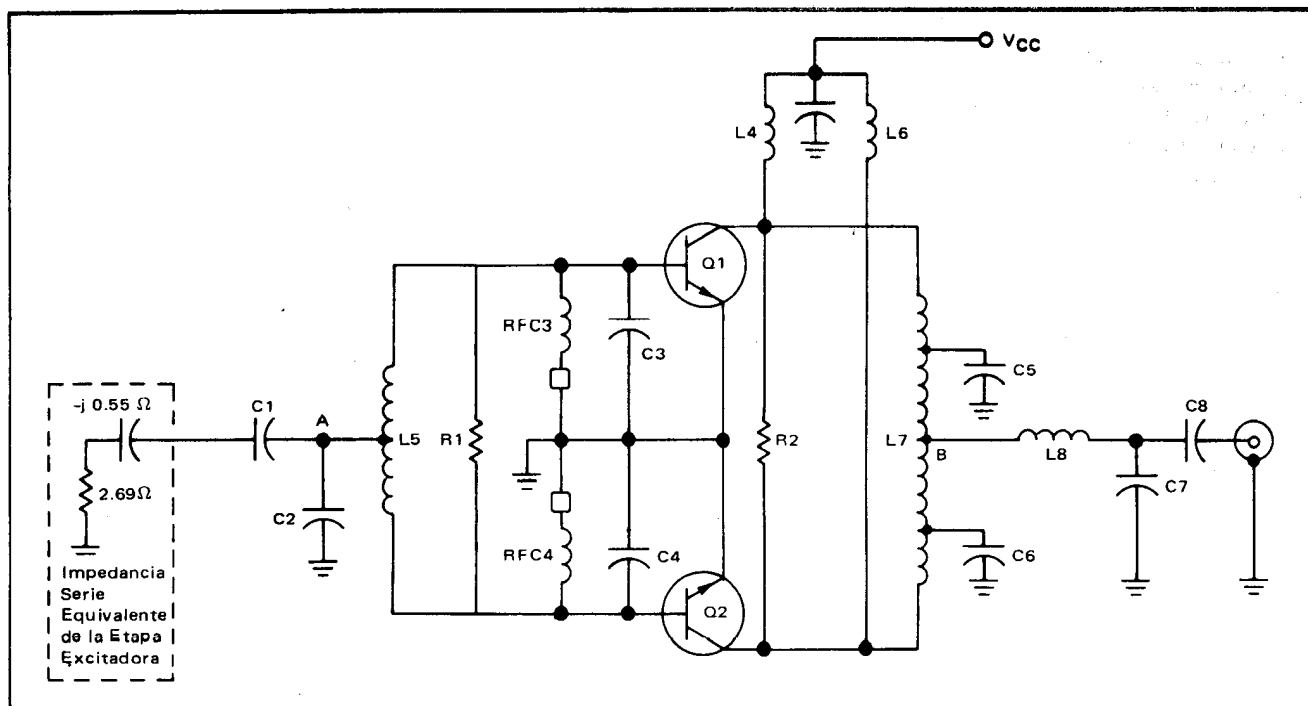 VCC
L4
L6
Q1
RFC3
C3
C5
-j 0.55 Ω
C1
A
L5
R1
R2
L7
B
L8
C8
C7
2.69Ω
C2
RFC4
C4
C6
Q2
Impedancia
Serie
Equivalente
de la Etapa
Excitadora